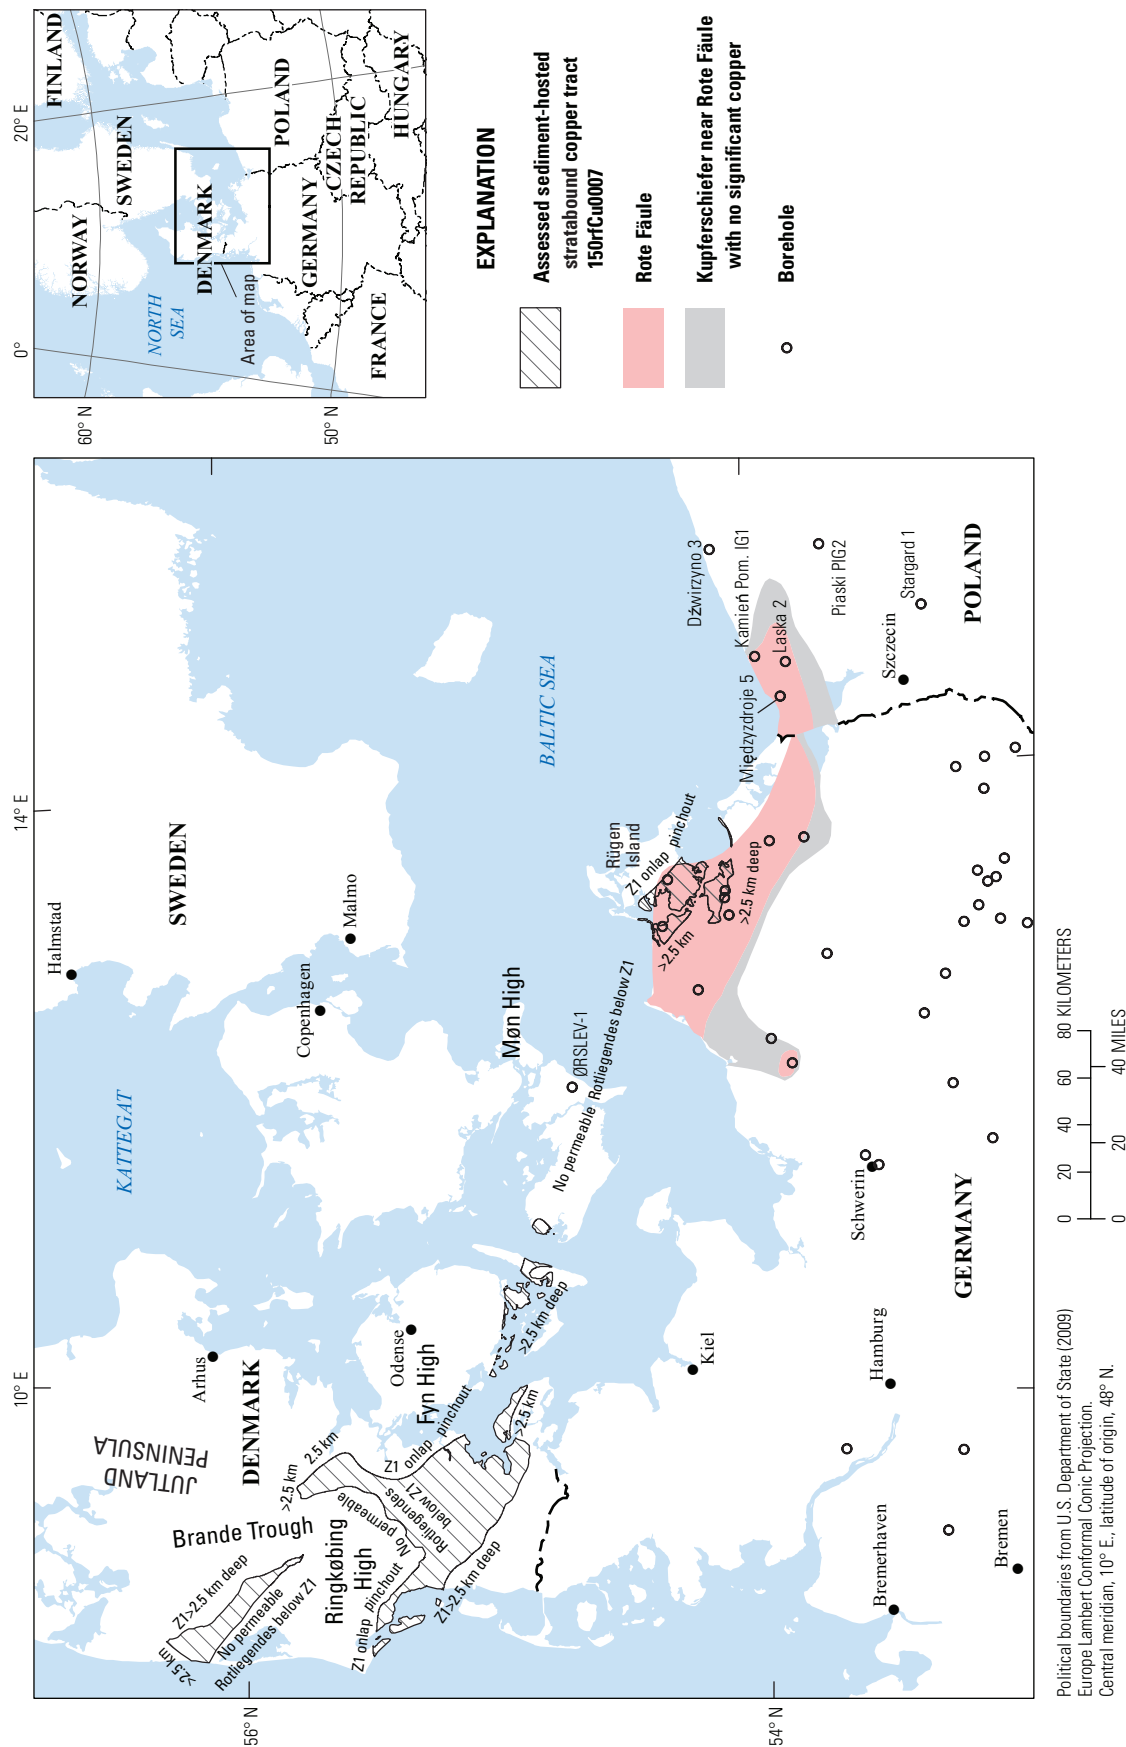 20° E
0°
60° N
50° N
FINLAND
NORWAY
SWEDEN
NORTH
SEA
DENMARK
Area of map
POLAND
GERMANY
CZECH
REPUBLIC
FRANCE
HUNGARY
EXPLANATION
Assessed sediment-hosted
stratabound copper tract
150rfCu0007
Rote Fäule
Kupferschiefer near Rote Fäule
with no significant copper
Borehole
14° E
10° E
56° N
54° N
Halmstad
SWEDEN
KATTEGAT
Copenhagen
Malmo
Arhus
DENMARK
JUTLAND
PENINSULA
Odense
Fyn High
Møn High
ØRSLEV-1
BALTIC SEA
Brande Trough
Ringkøbing
High
>2.5 km
2.5 km
Z1>2.5 km deep
>2.5 km
No permeable
Rotliegendes below Z1
Z1 onlap pinchout
No permeable
Rotliegendes
below Z1
Z1 onlap pinchout
Z1>2.5 km deep
>2.5 km
>2.5 km deep
No permeable Rotliegendes below Z1
Rügen
Island
Z1 onlap pinchout
>2.5 km
>2.5 km deep
Dźwirzyno 3
Kamień Pom. IG1
Laska 2
Międzyzdroje 5
Piaski PIG2
Stargard 1
Szczecin
POLAND
Kiel
Schwerin
Hamburg
GERMANY
Bremerhaven
Bremen
0 20 40 60 80 KILOMETERS
0 20 40 MILES
Political boundaries from U.S. Department of State (2009)
Europe Lambert Conformal Conic Projection.
Central meridian, 10° E., latitude of origin, 48° N.